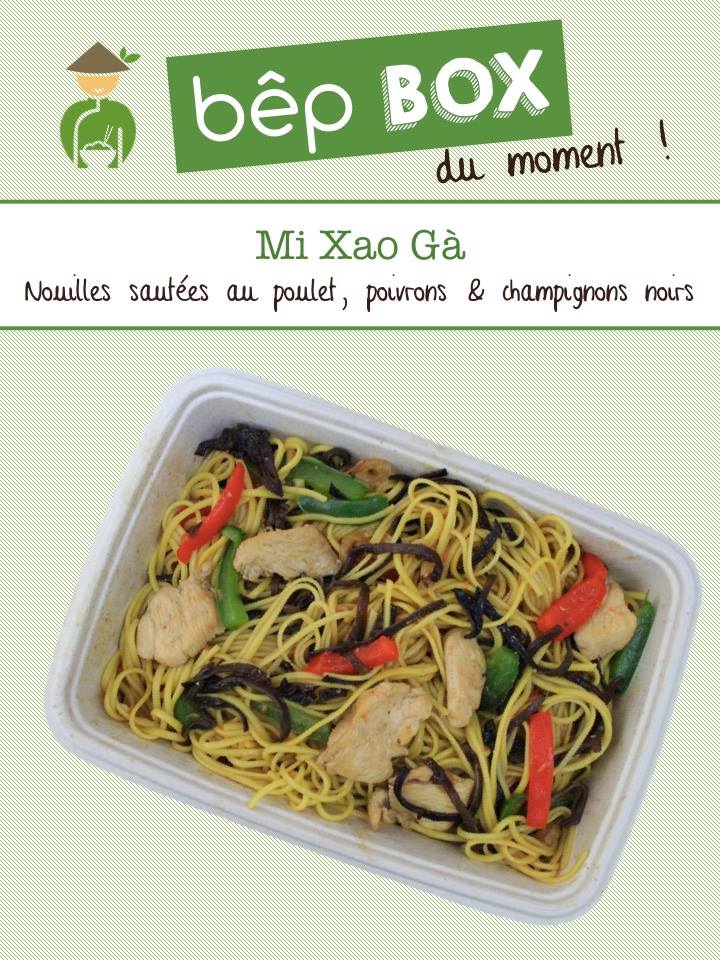 bêp BOX
du moment !
Mi Xao Gà
Nouilles sautées au poulet, poivrons & champignons noirs